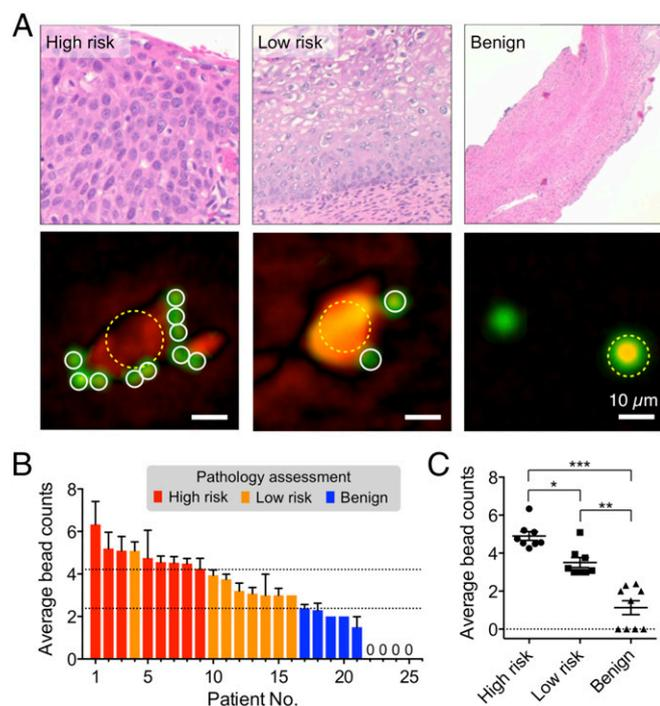 A
High risk
Low risk
Benign
10 µm
B
Pathology assessment
High risk
Low risk
Benign
Average bead counts
8
6
4
2
0
0 0 0 0
1
5
10
15
20
25
Patient No.
C
Average bead counts
8
6
4
2
0
***
*
**
High risk
Low risk
Benign